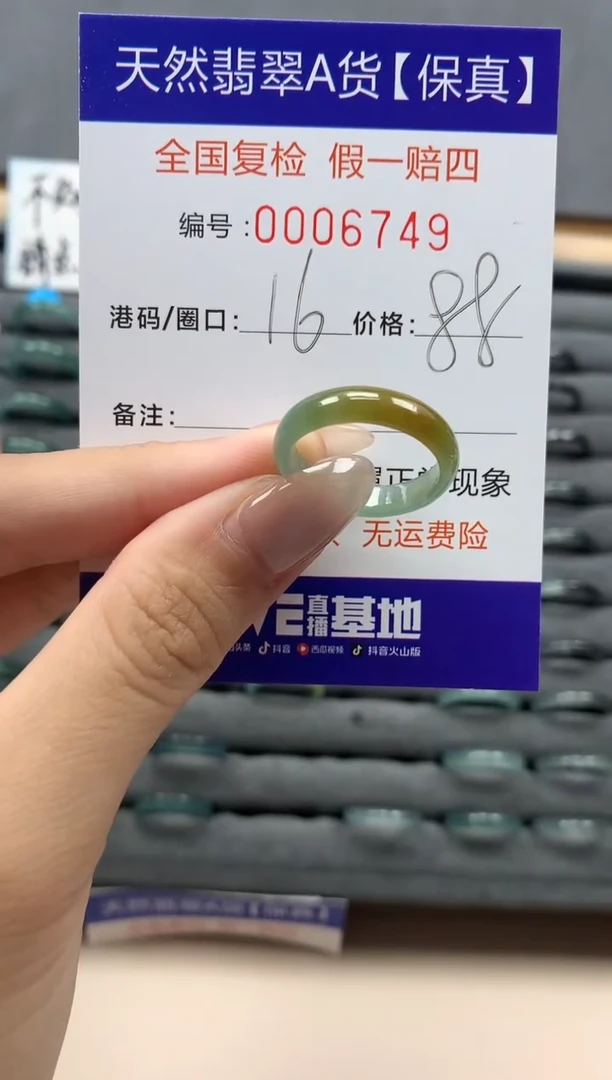 天然翡翠A货【保真】
全国复检 假一赔四
编号:0006749
港码/圈口: 16 价格: 88
备注:
现象
无运费险
直播基地
头条 抖音 西瓜视频 抖音火山版